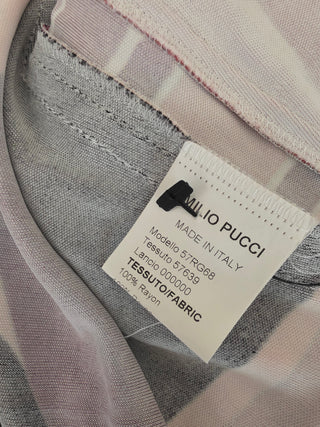 MILIO PUCCI
MADE IN ITALY
Modello 57RG68
Tessuto 57639
Lancio 000000
TESSUTO/FABRIC
100% Rayon